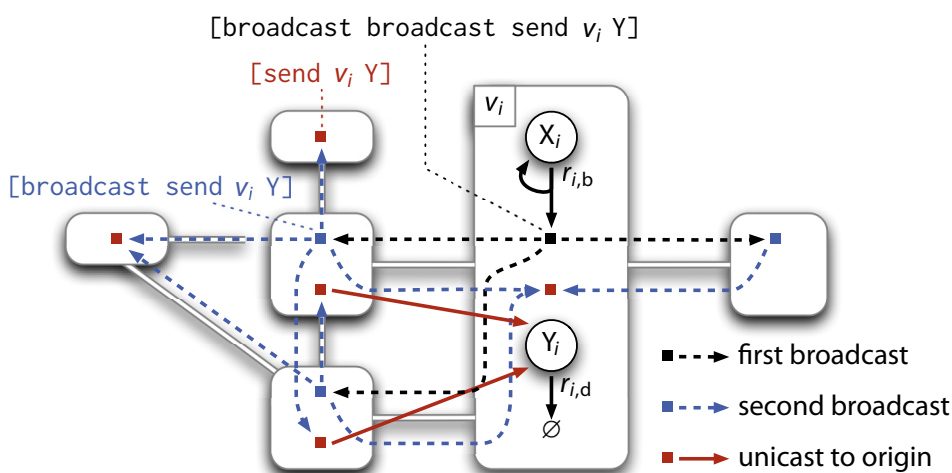 [broadcast broadcast send vᵢ Y]
[send vᵢ Y]
vᵢ
Xᵢ
rᵢ,b
[broadcast send vᵢ Y]
Yᵢ
first broadcast
rᵢ,d
second broadcast
∅
unicast to origin